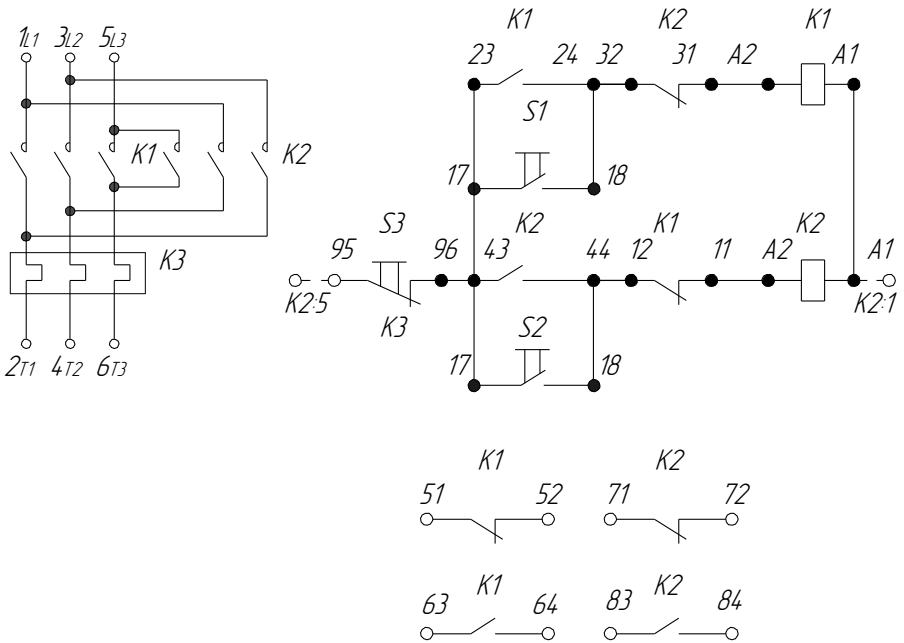 K1 K2 K1
1L1 3L2 5L3
23 24 32 31 A2 A1
S1
K1 K2
17 18
S3 K2 K1 K2
K3 95 96 43 44 12 11 A2 A1
K2:5 K2:1
K3 S2
2T1 4T2 6T3
17 18
K1 K2
51 52 71 72
K1 K2
63 64 83 84